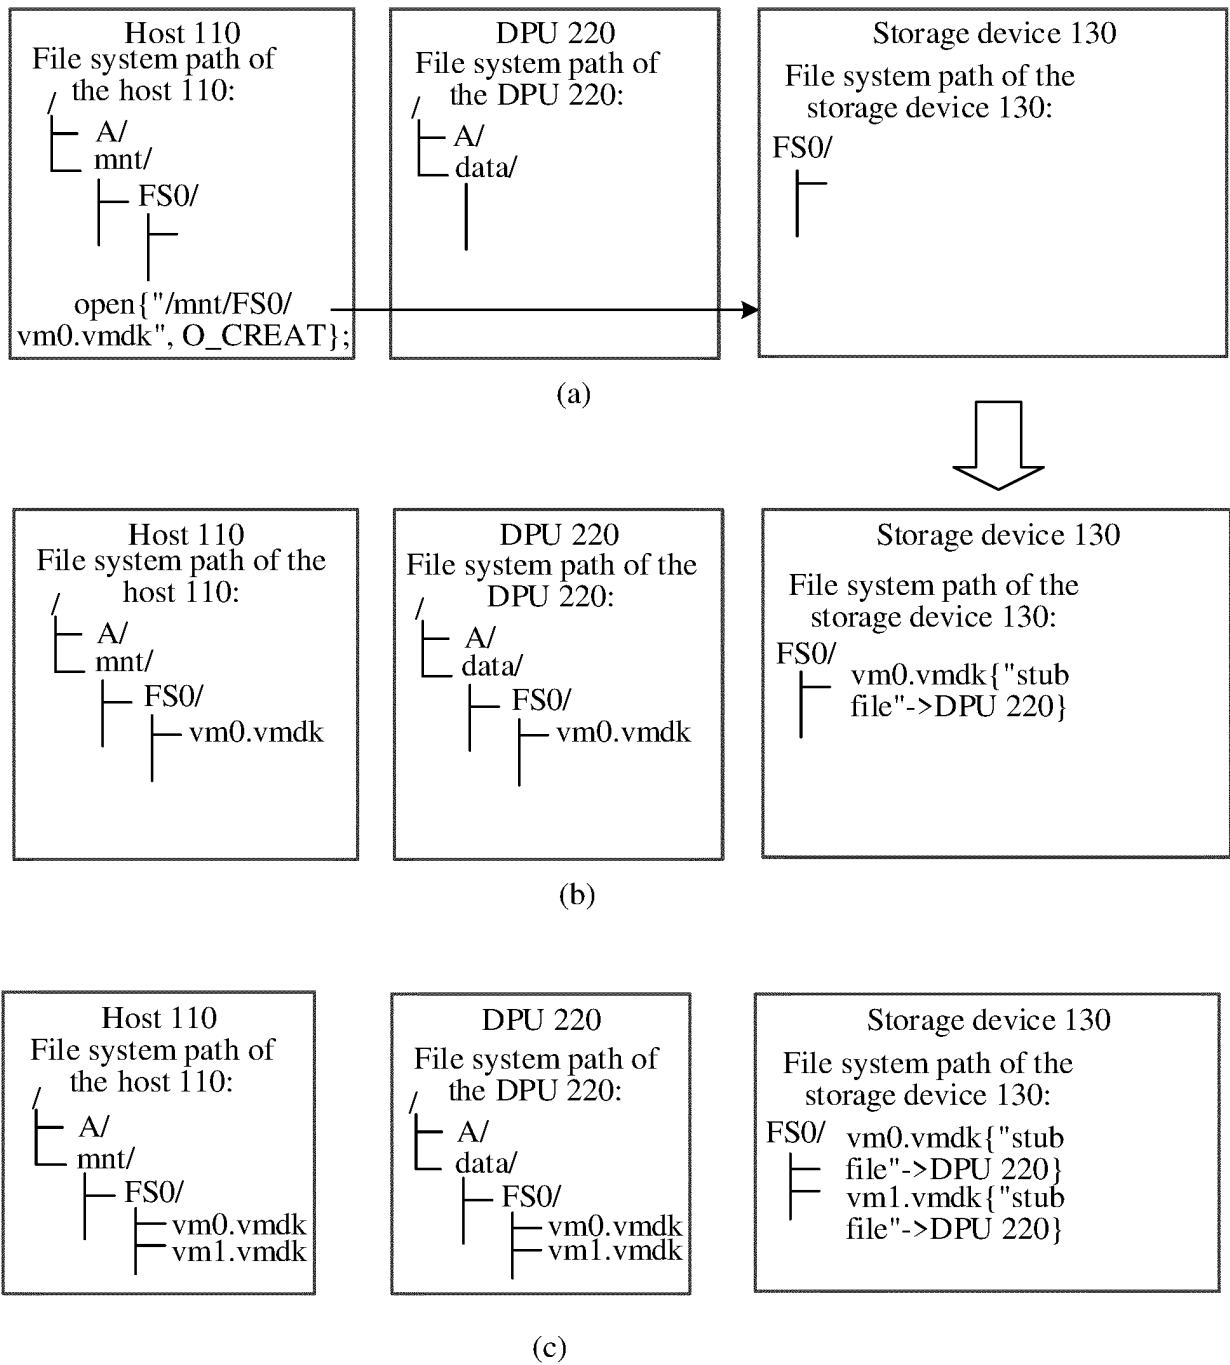 Host 110
File system path of
the host 110:
/
A/
mnt/
FS0/
open{"/mnt/FS0/
vm0.vmdk", O_CREAT};
DPU 220
File system path of
the DPU 220:
/
A/
data/
Storage device 130
File system path of the
storage device 130:
FS0/
(a)
Host 110
File system path of the
host 110:
/
A/
mnt/
FS0/
vm0.vmdk
DPU 220
File system path of the
DPU 220:
/
A/
data/
FS0/
vm0.vmdk
Storage device 130
File system path of the
storage device 130:
FS0/
vm0.vmdk{"stub
file"->DPU 220}
(b)
Host 110
File system path of
the host 110:
/
A/
mnt/
FS0/
vm0.vmdk
vm1.vmdk
DPU 220
File system path of
the DPU 220:
/
A/
data/
FS0/
vm0.vmdk
vm1.vmdk
Storage device 130
File system path of the
storage device 130:
FS0/
vm0.vmdk{"stub
file"->DPU 220}
vm1.vmdk{"stub
file"->DPU 220}
(c)